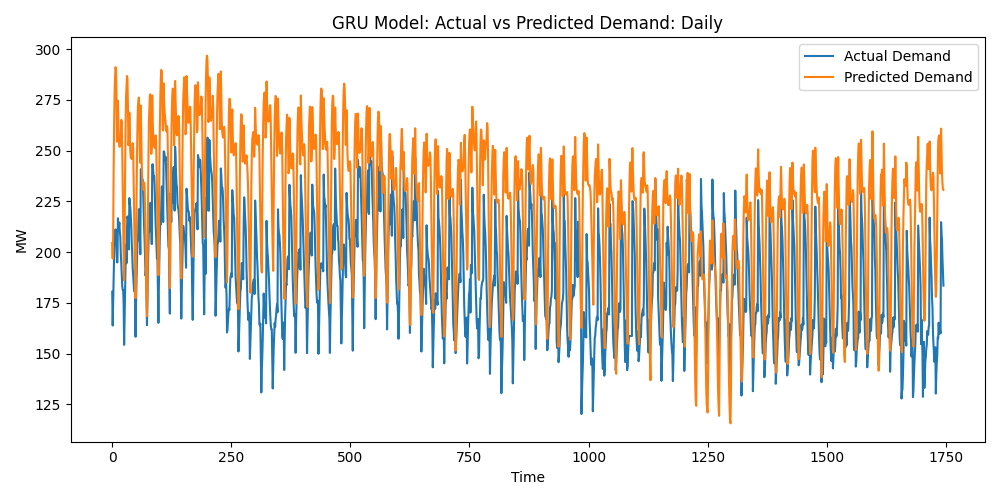 GRU Model: Actual vs Predicted Demand: Daily
Actual Demand
Predicted Demand
MW
300
275
250
225
200
175
150
125
0 250 500 750 1000 1250 1500 1750
Time